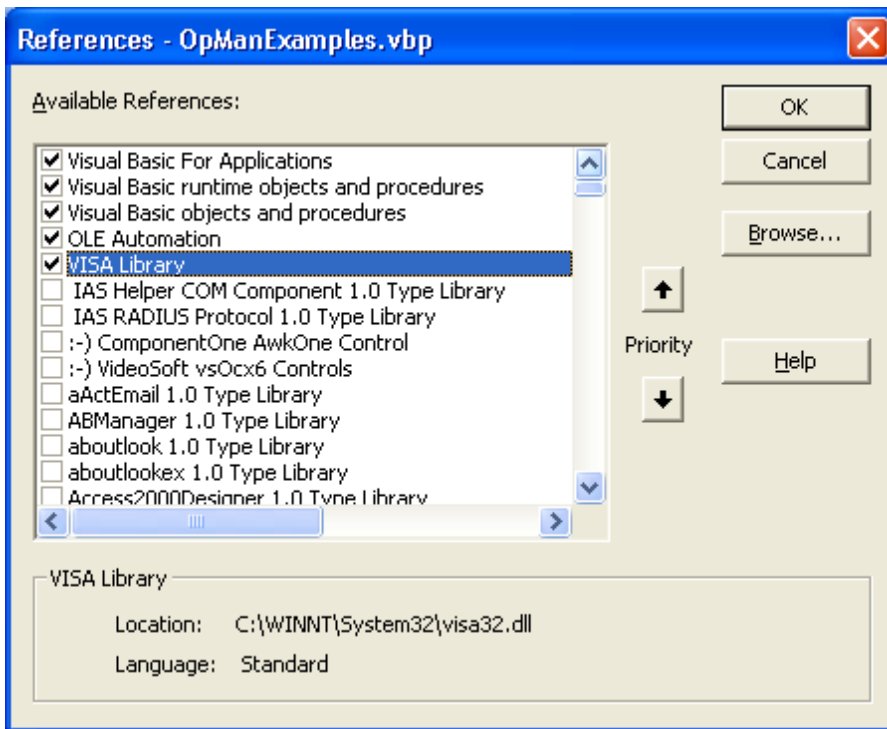 References - OpManExamples.vbp
Available References:
OK
Visual Basic For Applications
Visual Basic runtime objects and procedures
Visual Basic objects and procedures
OLE Automation
VISA Library
IAS Helper COM Component 1.0 Type Library
IAS RADIUS Protocol 1.0 Type Library
:-) ComponentOne AwkOne Control
:-) VideoSoft vsOcx6 Controls
aActEmail 1.0 Type Library
ABManager 1.0 Type Library
aboutlook 1.0 Type Library
aboutlookex 1.0 Type Library
Access2000Designer 1.0 Type Library
Cancel
Browse...
Priority
Help
VISA Library
Location: C:\WINNT\System32\visa32.dll
Language: Standard